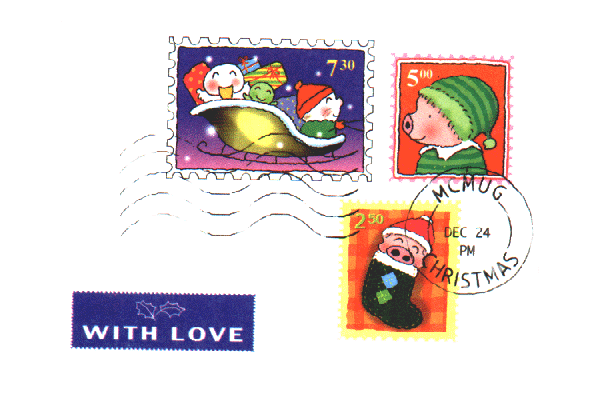 7.30
5.00
MCMUG
DEC 24
PM
CHRISTMAS
2.50
WITH LOVE